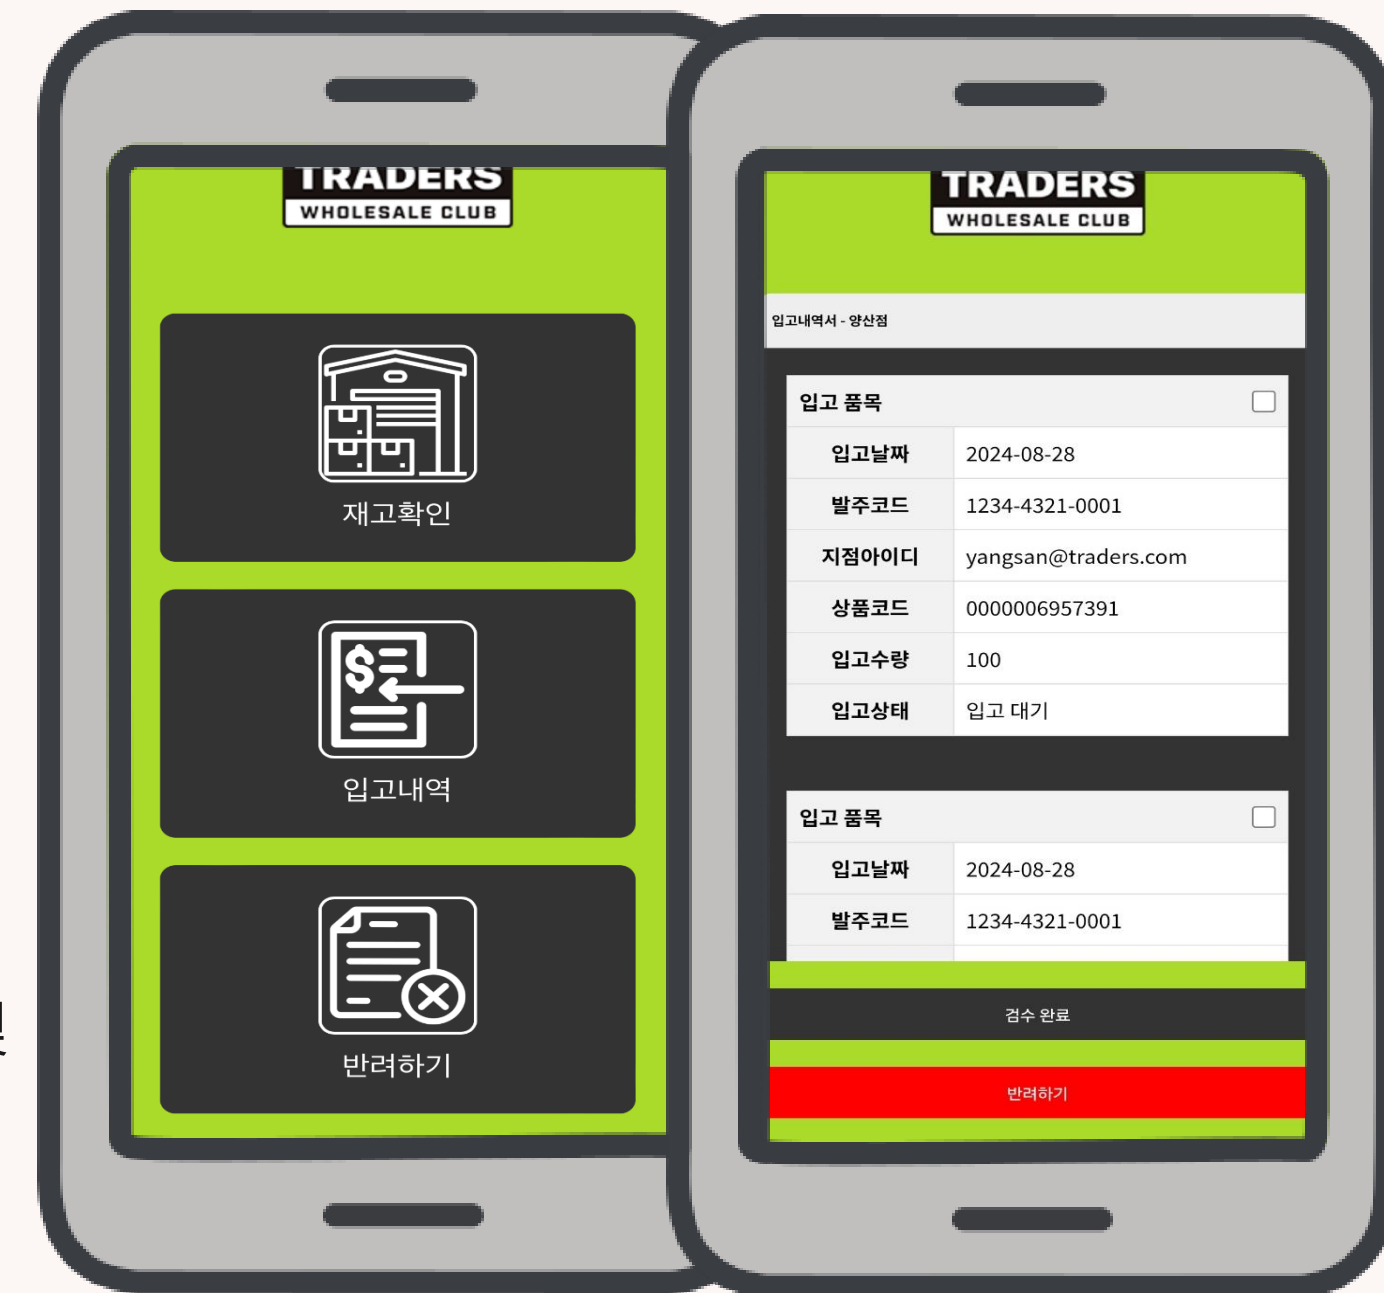 TRADERS
WHOLESALE CLUB
재고확인
입고내역
반려하기
TRADERS
WHOLESALE CLUB
입고내역서 - 양산점
입고 품목
입고날짜 2024-08-28
발주코드 1234-4321-0001
지점아이디 yangsan@traders.com
상품코드 0000006957391
입고수량 100
입고상태 입고 대기
입고 품목
입고날짜 2024-08-28
발주코드 1234-4321-0001
검수 완료
반려하기